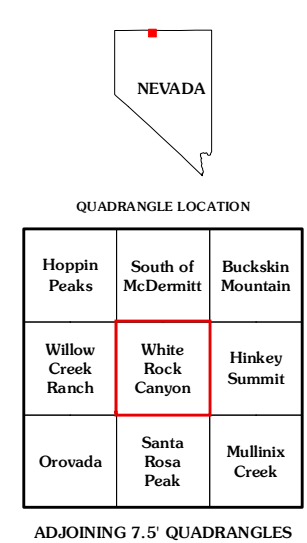 NEVADA
QUADRANGLE LOCATION
Hoppin
Peaks
South of
McDermitt
Buckskin
Mountain
Willow
Creek
Ranch
White
Rock
Canyon
Hinkey
Summit
Orovada
Santa
Rosa
Peak
Mullinix
Creek
ADJOINING 7.5' QUADRANGLES